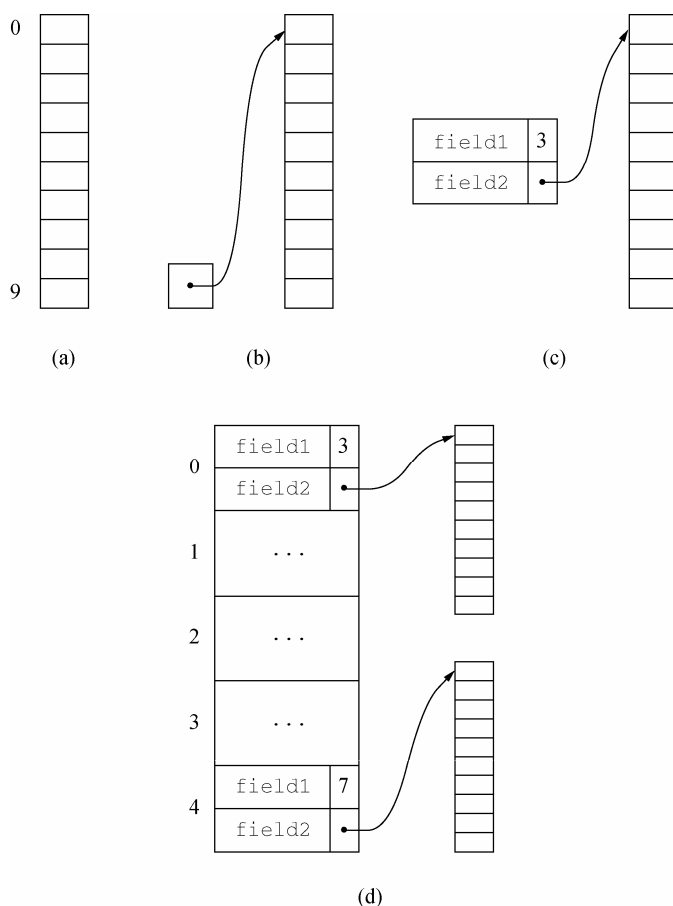 0
9
(a)
(b)
field1 3
field2
(c)
0
field1 3
field2
1
...
2
...
3
...
4
field1 7
field2
(d)